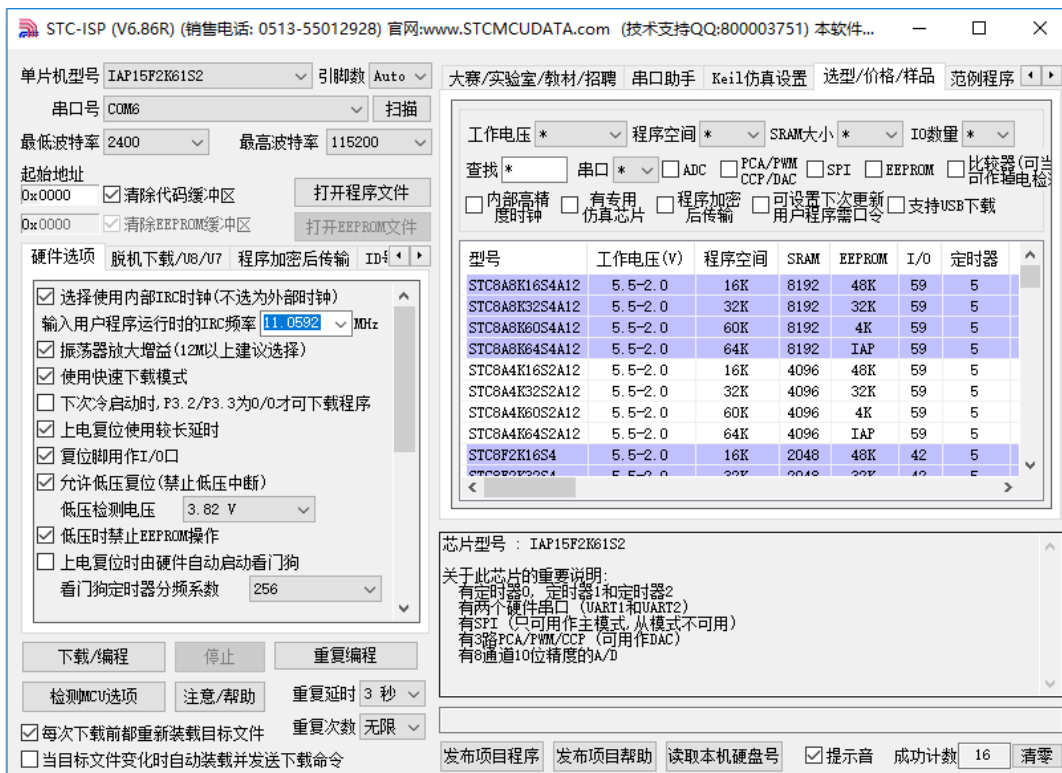 STC-ISP (V6.86R) (销售电话: 0513-55012928) 官网:www.STCMCUDATA.com (技术支持QQ:800003751) 本软件...
单片机型号 IAP15F2K61S2 引脚数 Auto
串口号 COM6 扫描
最低波特率 2400 最高波特率 115200
起始地址
0x0000 清除代码缓冲区 打开程序文件
0x0000 清除EEPROM缓冲区 打开EEPROM文件
硬件选项 脱机下载/U8/U7 程序加密后传输
选择使用内部IRC时钟(不选为外部时钟)
输入用户程序运行时的IRC频率 11.0592 MHz
振荡器放大增益(12M以上建议选择)
使用快速下载模式
下次冷启动时,P3.2/P3.3为0/0才可下载程序
上电复位使用较长延时
复位脚用作I/O口
允许低压复位(禁止低压中断)
低压检测电压 3.82 V
低压时禁止EEPROM操作
上电复位时由硬件自动启动看门狗
看门狗定时器分频系数 256
下载/编程 停止 重复编程
检测MCU选项 注意/帮助 重复延时 3 秒
重复次数 无限
每次下载前都重新装载目标文件
当目标文件变化时自动装载并发送下载命令
大赛/实验室/教材/招聘 串口助手 Keil仿真设置 选型/价格/样品 范例程序
工作电压 * 程序空间 * SRAM大小 * IO数量 *
查找 * 串口 * ADC PCA/PWM CCP/DAC SPI EEPROM 比较器(可当 可作掉电检
内部高精度时钟 有专用仿真芯片 程序加密后传输 可设置下次更新用户程序需口令 支持USB下载
型号 工作电压(V) 程序空间 SRAM EEPROM I/O 定时器
STC8A8K16S4A12 5.5-2.0 16K 8192 48K 59 5
STC8A8K32S4A12 5.5-2.0 32K 8192 32K 59 5
STC8A8K60S4A12 5.5-2.0 60K 8192 4K 59 5
STC8A8K64S4A12 5.5-2.0 64K 8192 IAP 59 5
STC8A4K16S2A12 5.5-2.0 16K 4096 48K 59 5
STC8A4K32S2A12 5.5-2.0 32K 4096 32K 59 5
STC8A4K60S2A12 5.5-2.0 60K 4096 4K 59 5
STC8A4K64S2A12 5.5-2.0 64K 4096 IAP 59 5
STC8F2K16S4 5.5-2.0 16K 2048 48K 42 5
STC8F2K32S4 5.5-2.0 32K 2048 32K 42 5
芯片型号 : IAP15F2K61S2
关于此芯片的重要说明:
有定时器0, 定时器1和定时器2
有两个硬件串口 (UART1和UART2)
有SPI (只可用作主模式,从模式不可用)
有3路PCA/PWM/CCP (可用作DAC)
有8通道10位精度的A/D
发布项目程序 发布项目帮助 读取本机硬盘号 提示音 成功计数 16 清零